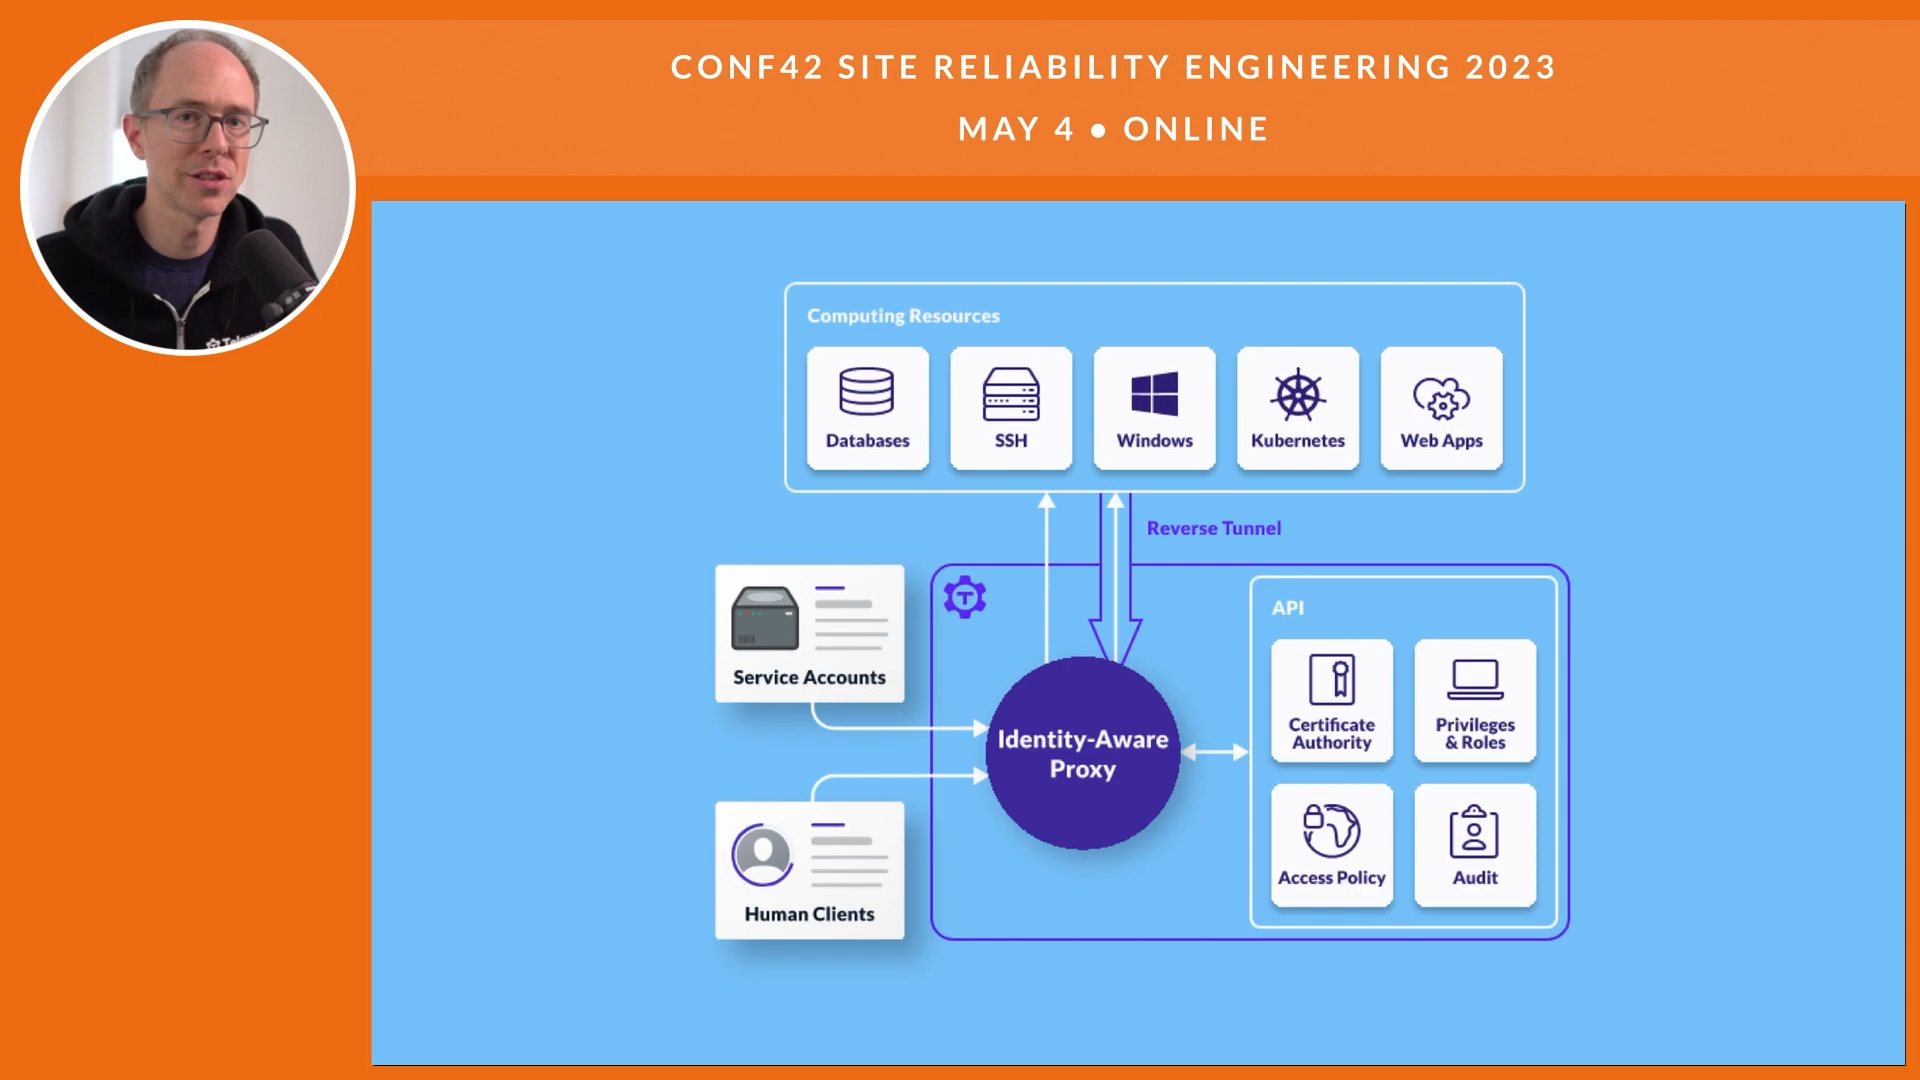 CONF42 SITE RELIABILITY ENGINEERING 2023
MAY 4 • ONLINE
Computing Resources
Databases
SSH
Windows
Kubernetes
Web Apps
Reverse Tunnel
Service Accounts
Human Clients
Identity-Aware
Proxy
API
Certificate
Authority
Privileges
& Roles
Access Policy
Audit